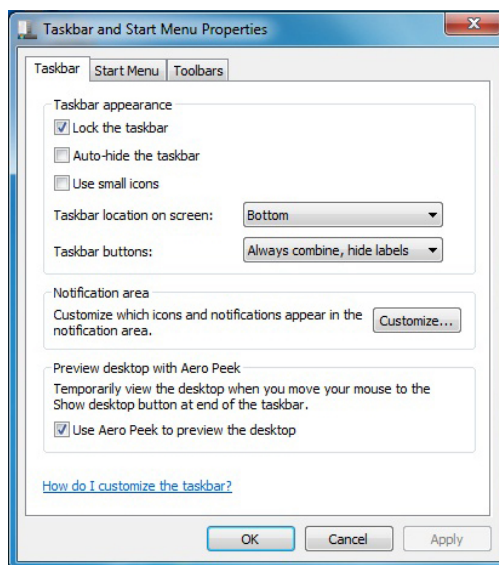 Taskbar and Start Menu Properties
Taskbar Start Menu Toolbars
Taskbar appearance
Lock the taskbar
Auto-hide the taskbar
Use small icons
Taskbar location on screen: Bottom
Taskbar buttons: Always combine, hide labels
Notification area
Customize which icons and notifications appear in the
notification area.
Customize...
Preview desktop with Aero Peek
Temporarily view the desktop when you move your mouse to the
Show desktop button at end of the taskbar.
Use Aero Peek to preview the desktop
How do I customize the taskbar?
OK Cancel Apply